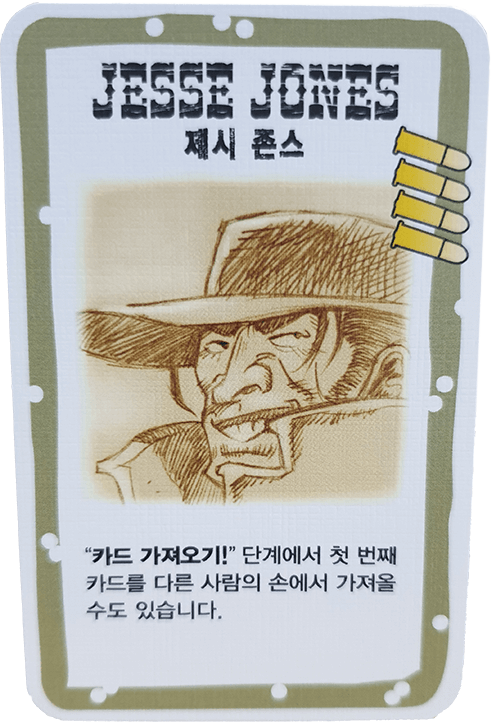 JESSE JONES
제시 존스
“카드 가져오기!” 단계에서 첫 번째
카드를 다른 사람의 손에서 가져올
수도 있습니다.